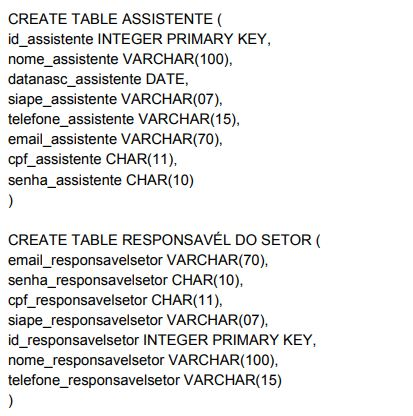 CREATE TABLE ASSISTENTE (
id_assistente INTEGER PRIMARY KEY,
nome_assistente VARCHAR(100),
datanasc_assistente DATE,
siape_assistente VARCHAR(07),
telefone_assistente VARCHAR(15),
email_assistente VARCHAR(70),
cpf_assistente CHAR(11),
senha_assistente CHAR(10)
)
CREATE TABLE RESPONSAVÉL DO SETOR (
email_responsavelsetor VARCHAR(70),
senha_responsavelsetor CHAR(10),
cpf_responsavelsetor CHAR(11),
siape_responsavelsetor VARCHAR(07),
id_responsavelsetor INTEGER PRIMARY KEY,
nome_responsavelsetor VARCHAR(100),
telefone_responsavelsetor VARCHAR(15)
)